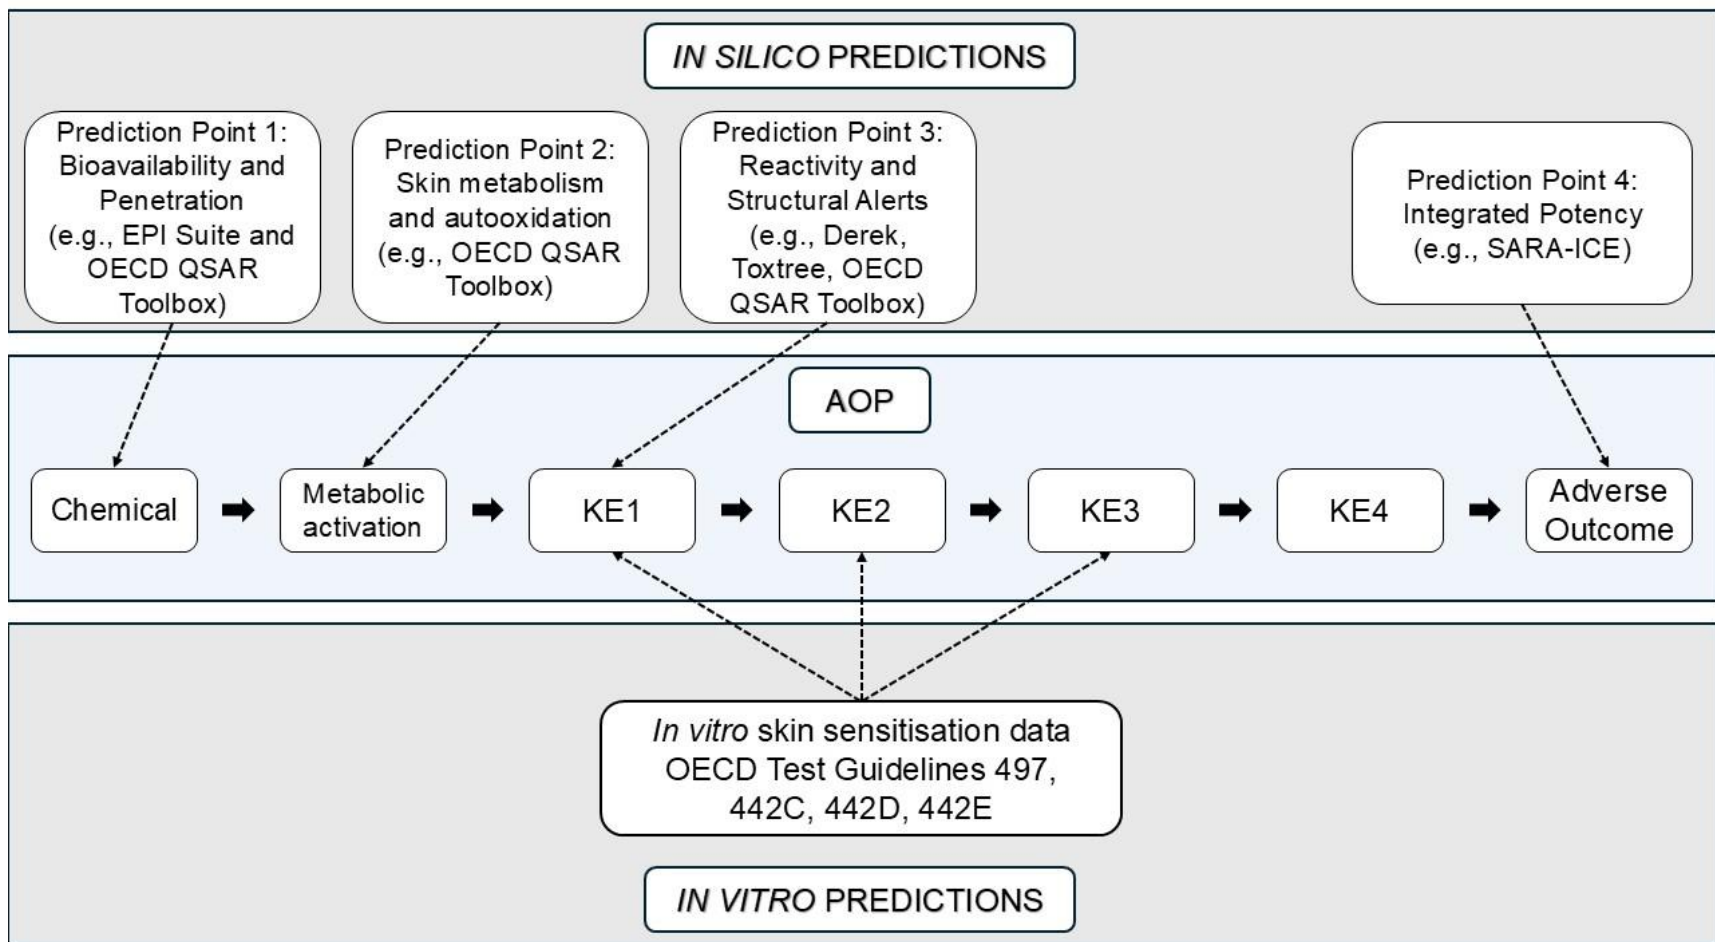 IN SILICO PREDICTIONS
Prediction Point 1:
Bioavailability and
Penetration
(e.g., EPI Suite and
OECD QSAR
Toolbox)
Prediction Point 2:
Skin metabolism
and autooxidation
(e.g., OECD QSAR
Toolbox)
Prediction Point 3:
Reactivity and
Structural Alerts
(e.g., Derek,
Toxtree, OECD
QSAR Toolbox)
Prediction Point 4:
Integrated Potency
(e.g., SARA-ICE)
AOP
Chemical
Metabolic
activation
KE1
KE2
KE3
KE4
Adverse
Outcome
In vitro skin sensitisation data
OECD Test Guidelines 497,
442C, 442D, 442E
IN VITRO PREDICTIONS